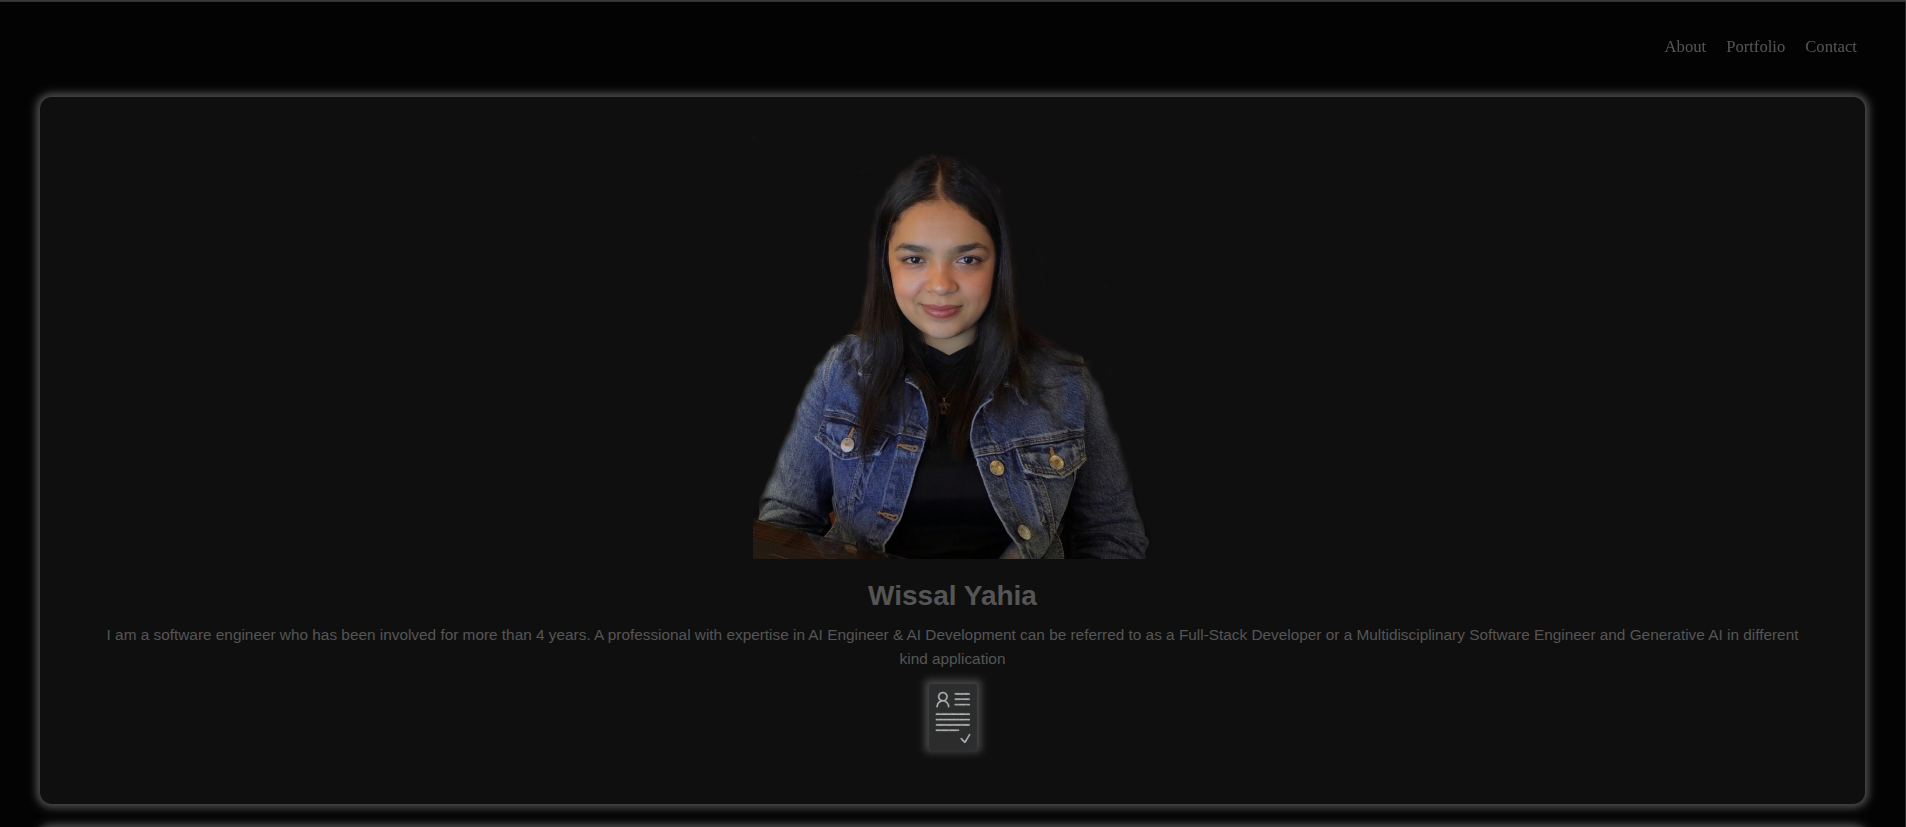 About Portfolio Contact
Wissal Yahia
I am a software engineer who has been involved for more than 4 years. A professional with expertise in AI Engineer & AI Development can be referred to as a Full-Stack Developer or a Multidisciplinary Software Engineer and Generative AI in different
kind application